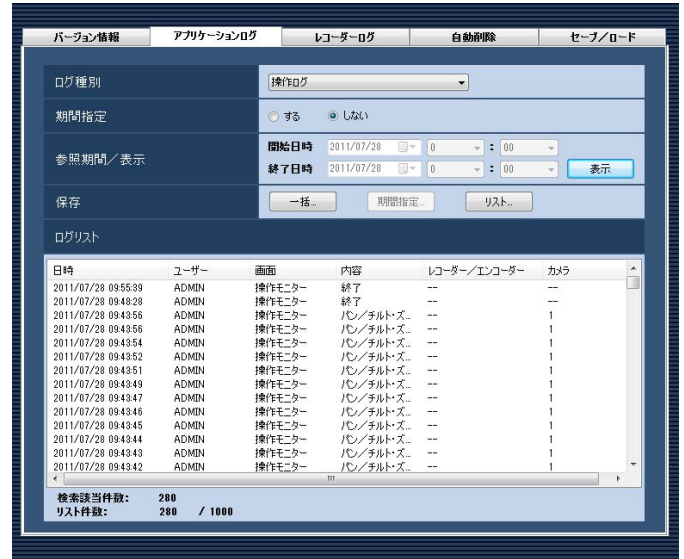 バージョン情報 アプリケーションログ レコーダーログ 自動削除 セーブ／ロード
ログ種別 操作ログ
期間指定 する しない
参照期間／表示 開始日時 2011/07/28 0 : 00
終了日時 2011/07/28 0 : 00 表示
保存 一括... 期間指定... リスト...
ログリスト
日時 ユーザー 画面 内容 レコーダー／エンコーダー カメラ
2011/07/28 09:55:39 ADMIN 操作モニター 終了 -- --
2011/07/28 09:48:28 ADMIN 操作モニター 終了 -- --
2011/07/28 09:43:56 ADMIN 操作モニター パン／チルト・ズ... -- 1
2011/07/28 09:43:56 ADMIN 操作モニター パン／チルト・ズ... -- 1
2011/07/28 09:43:54 ADMIN 操作モニター パン／チルト・ズ... -- 1
2011/07/28 09:43:52 ADMIN 操作モニター パン／チルト・ズ... -- 1
2011/07/28 09:43:51 ADMIN 操作モニター パン／チルト・ズ... -- 1
2011/07/28 09:43:49 ADMIN 操作モニター パン／チルト・ズ... -- 1
2011/07/28 09:43:47 ADMIN 操作モニター パン／チルト・ズ... -- 1
2011/07/28 09:43:46 ADMIN 操作モニター パン／チルト・ズ... -- 1
2011/07/28 09:43:45 ADMIN 操作モニター パン／チルト・ズ... -- 1
2011/07/28 09:43:44 ADMIN 操作モニター パン／チルト・ズ... -- 1
2011/07/28 09:43:43 ADMIN 操作モニター パン／チルト・ズ... -- 1
2011/07/28 09:43:42 ADMIN 操作モニター パン／チルト・ズ... -- 1
検索該当件数: 280
リスト件数: 280 / 1000